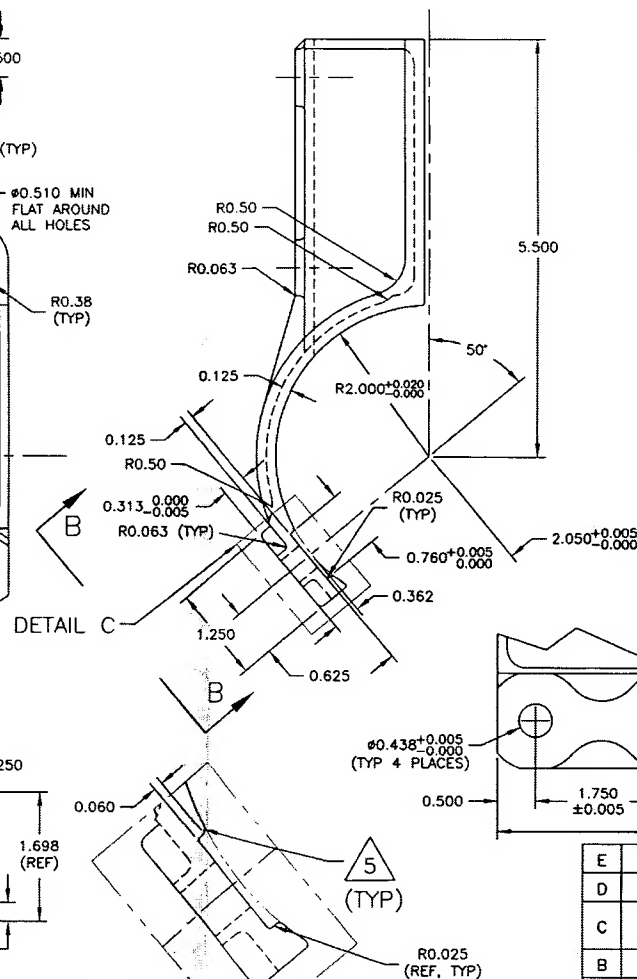 (TYP)
⌀0.510 MIN
FLAT AROUND
ALL HOLES
R0.38
(TYP)
R0.50
R0.50
R0.063
5.500
50°
0.125
R2.000+0.020
-0.000
0.125
R0.50
0.313 0.000
-0.005
R0.063 (TYP)
R0.025
(TYP)
2.050+0.005
-0.000
0.760+0.005
0.000
0.362
B
DETAIL C
1.250
0.625
B
⌀0.438+0.005
-0.000
(TYP 4 PLACES)
0.500
1.750
±0.005
0.060
1.698
(REF)
5
(TYP)
R0.025
(REF, TYP)
E
D
C
B